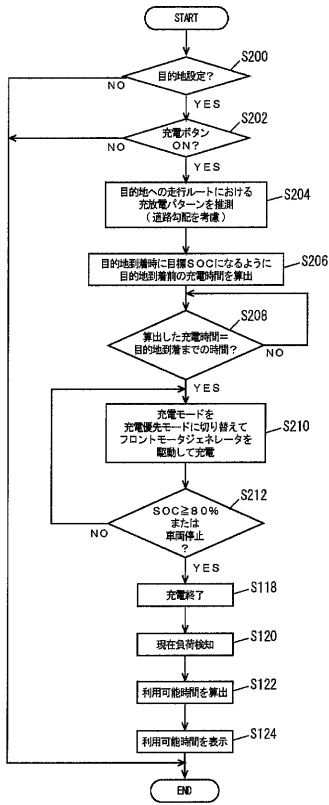 START
S200
目的地設定?
NO
YES
S202
充電ボタン
ON?
NO
YES
S204
目的地への走行ルートにおける
充放電パターンを推測
(道路勾配を考慮)
S206
目的地到着時に目標SOCになるように
目的地到着前の充電時間を算出
S208
算出した充電時間=
目的地到着までの時間?
NO
YES
S210
充電モードを
充電優先モードに切り替えて
フロントモータジェネレータを
駆動して充電
S212
SOC≧80%
または
車両停止
?
NO
YES
S118
充電終了
S120
現在負荷検知
S122
利用可能時間を算出
S124
利用可能時間を表示
END